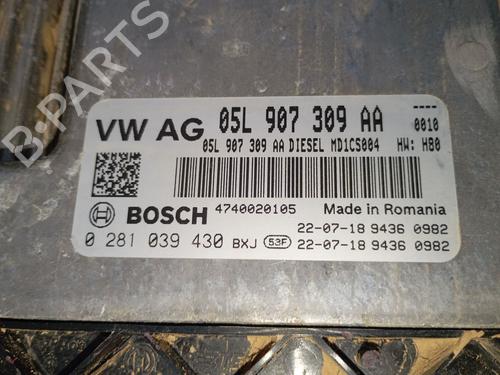 VW AG 05L 907 309 AA 0010
05L 907 309 AA DIESEL MD1CS004 HW: H80
BOSCH 4740020105 Made in Romania
22-07-18 9436 0982
0 281 039 430 BXJ 53F 22-07-18 9436 0982
B-PARTS